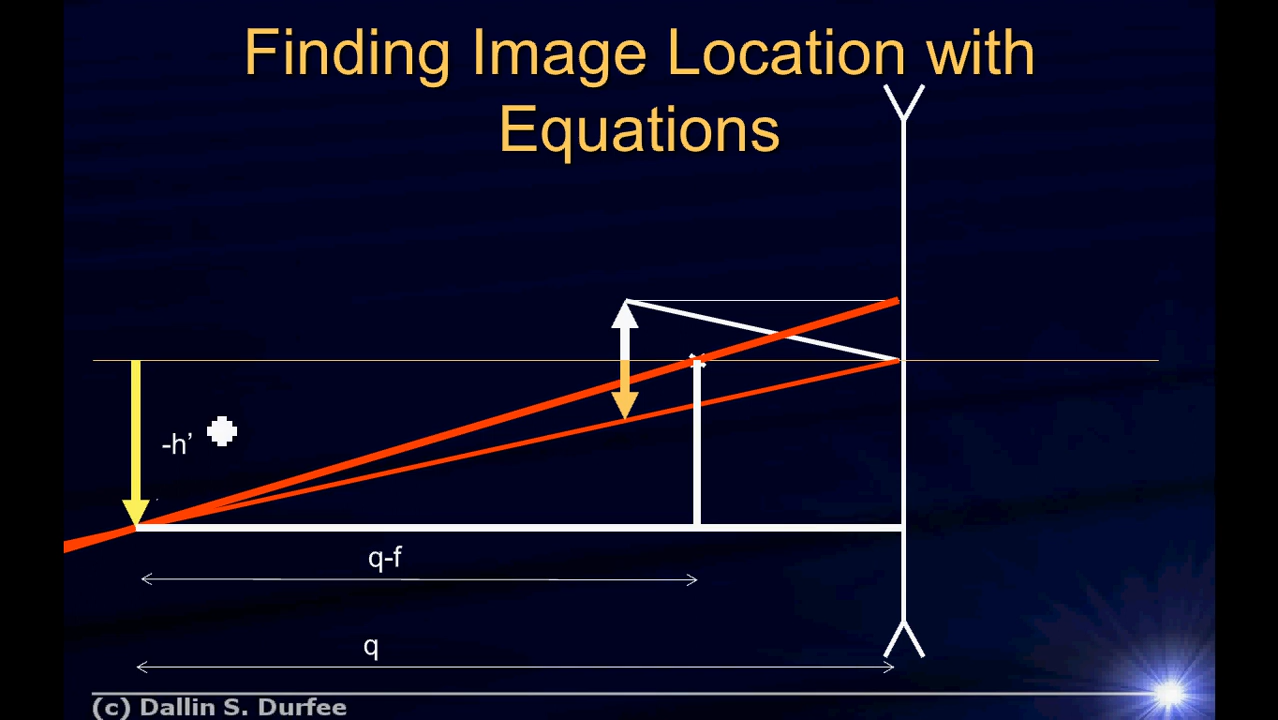 Finding Image Location with
Equations
-h’
q-f
q
(c) Dallin S. Durfee